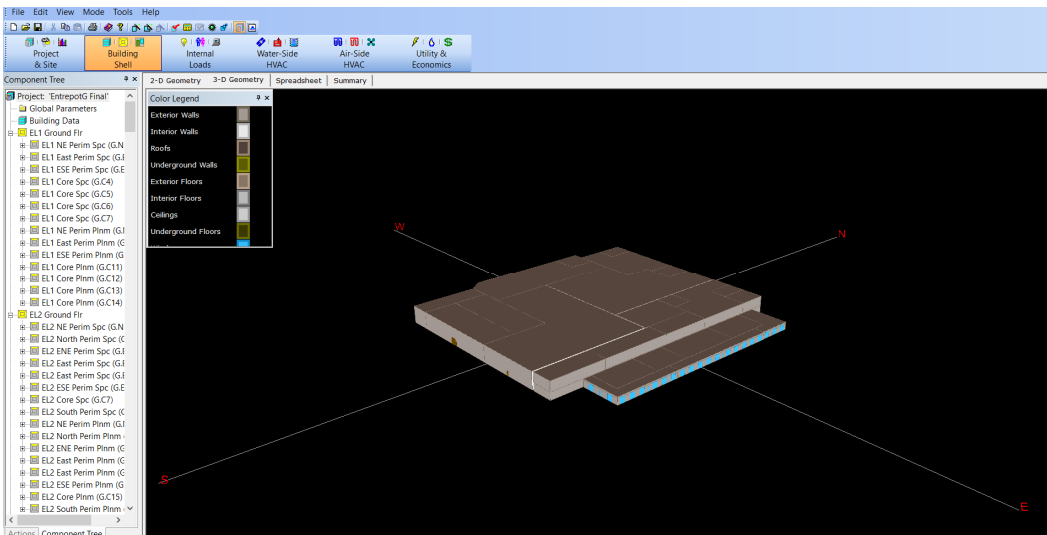 File Edit View Mode Tools Help
Project & Site
Building Shell
Internal Loads
Water-Side HVAC
Air-Side HVAC
Utility & Economics
Component Tree
Project: 'EntrepotG Final'
Global Parameters
Building Data
EL1 Ground Flr
EL1 NE Perim Spc (G.N
EL1 East Perim Spc (G.E
EL1 ESE Perim Spc (G.E
EL1 Core Spc (G.C4)
EL1 Core Spc (G.C5)
EL1 Core Spc (G.C6)
EL1 Core Spc (G.C7)
EL1 NE Perim Plnm (G.I
EL1 East Perim Plnm (G
EL1 ESE Perim Plnm (G
EL1 Core Plnm (G.C11)
EL1 Core Plnm (G.C12)
EL1 Core Plnm (G.C13)
EL1 Core Plnm (G.C14)
EL2 Ground Flr
EL2 NE Perim Spc (G.N
EL2 North Perim Spc (G
EL2 ENE Perim Spc (G.E
EL2 East Perim Spc (G.E
EL2 East Perim Spc (G.E
EL2 ESE Perim Spc (G.E
EL2 Core Spc (G.C7)
EL2 South Perim Spc (G
EL2 NE Perim Plnm (G.I
EL2 North Perim Plnm
EL2 ENE Perim Plnm (G
EL2 East Perim Plnm (G
EL2 East Perim Plnm (G
EL2 ESE Perim Plnm (G
EL2 Core Plnm (G.C15)
EL2 South Perim Plnm
Actions Component Tree
2-D Geometry 3-D Geometry Spreadsheet Summary
Color Legend
Exterior Walls
Interior Walls
Roofs
Underground Walls
Exterior Floors
Interior Floors
Ceilings
Underground Floors
W
N
S
E